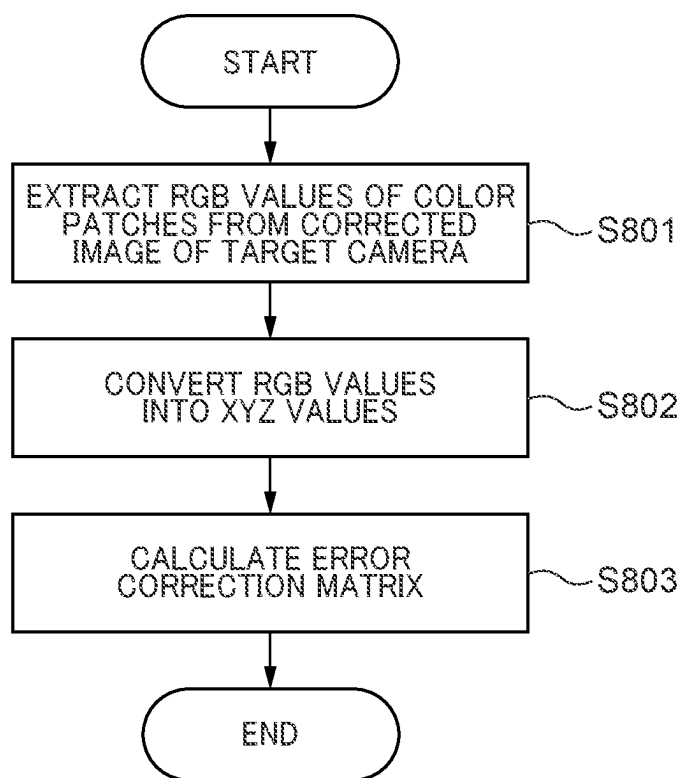 START
EXTRACT RGB VALUES OF COLOR
PATCHES FROM CORRECTED
IMAGE OF TARGET CAMERA
S801
CONVERT RGB VALUES
INTO XYZ VALUES
S802
CALCULATE ERROR
CORRECTION MATRIX
S803
END